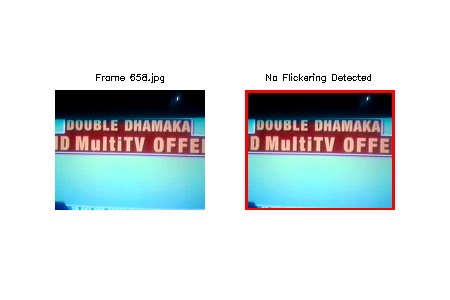 Frame 658.jpg
No Flickering Detected
DOUBLE DHAMAKA
DOUBLE DHAMAKA
D MultiTV OFFE
D MultiTV OFFE